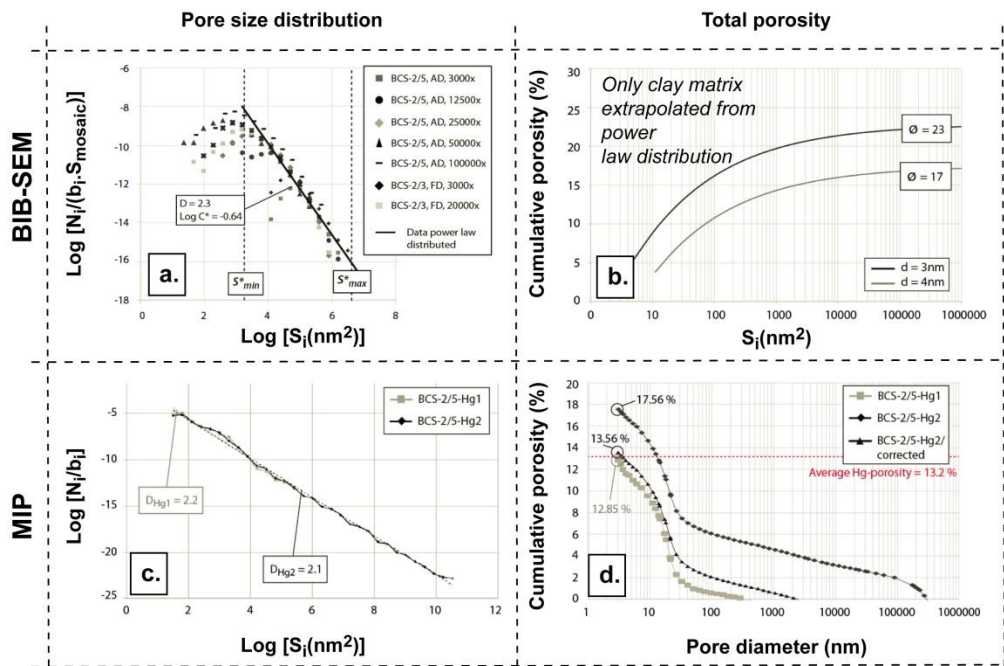 Pore size distribution
Total porosity
BIB-SEM
Log [Ni/(bi.Smosaic)]
-6
-8
-10
-12
-14
-16
-18
0
2
4
6
8
Log [Si(nm2)]
D = 2.3
Log C* = -0.64
S*min
S*max
a.
BCS-2/5, AD, 3000x
BCS-2/5, AD, 12500x
BCS-2/5, AD, 25000x
BCS-2/5, AD, 50000x
BCS-2/5, AD, 100000x
BCS-2/3, FD, 3000x
BCS-2/3, FD, 20000x
Data power law
distributed
Cumulative porosity (%)
30
25
20
15
10
5
0
Only clay matrix
extrapolated from
power
law distribution
Ø = 23
Ø = 17
b.
d = 3nm
d = 4nm
0
10
100
1000
10000
100000
1000000
Si(nm2)
MIP
Log [Ni/bi]
-5
-10
-15
-20
-25
BCS-2/5-Hg1
BCS-2/5-Hg2
DHg1 = 2.2
DHg2 = 2.1
c.
0
2
4
6
8
10
12
Log [Si(nm2)]
Cumulative porosity (%)
20
18
16
14
12
10
8
6
4
2
0
17.56 %
13.56 %
12.85 %
BCS-2/5-Hg1
BCS-2/5-Hg2
BCS-2/5-Hg2/
corrected
Average Hg-porosity = 13.2 %
d.
1
10
100
1000
10000
100000
1000000
Pore diameter (nm)